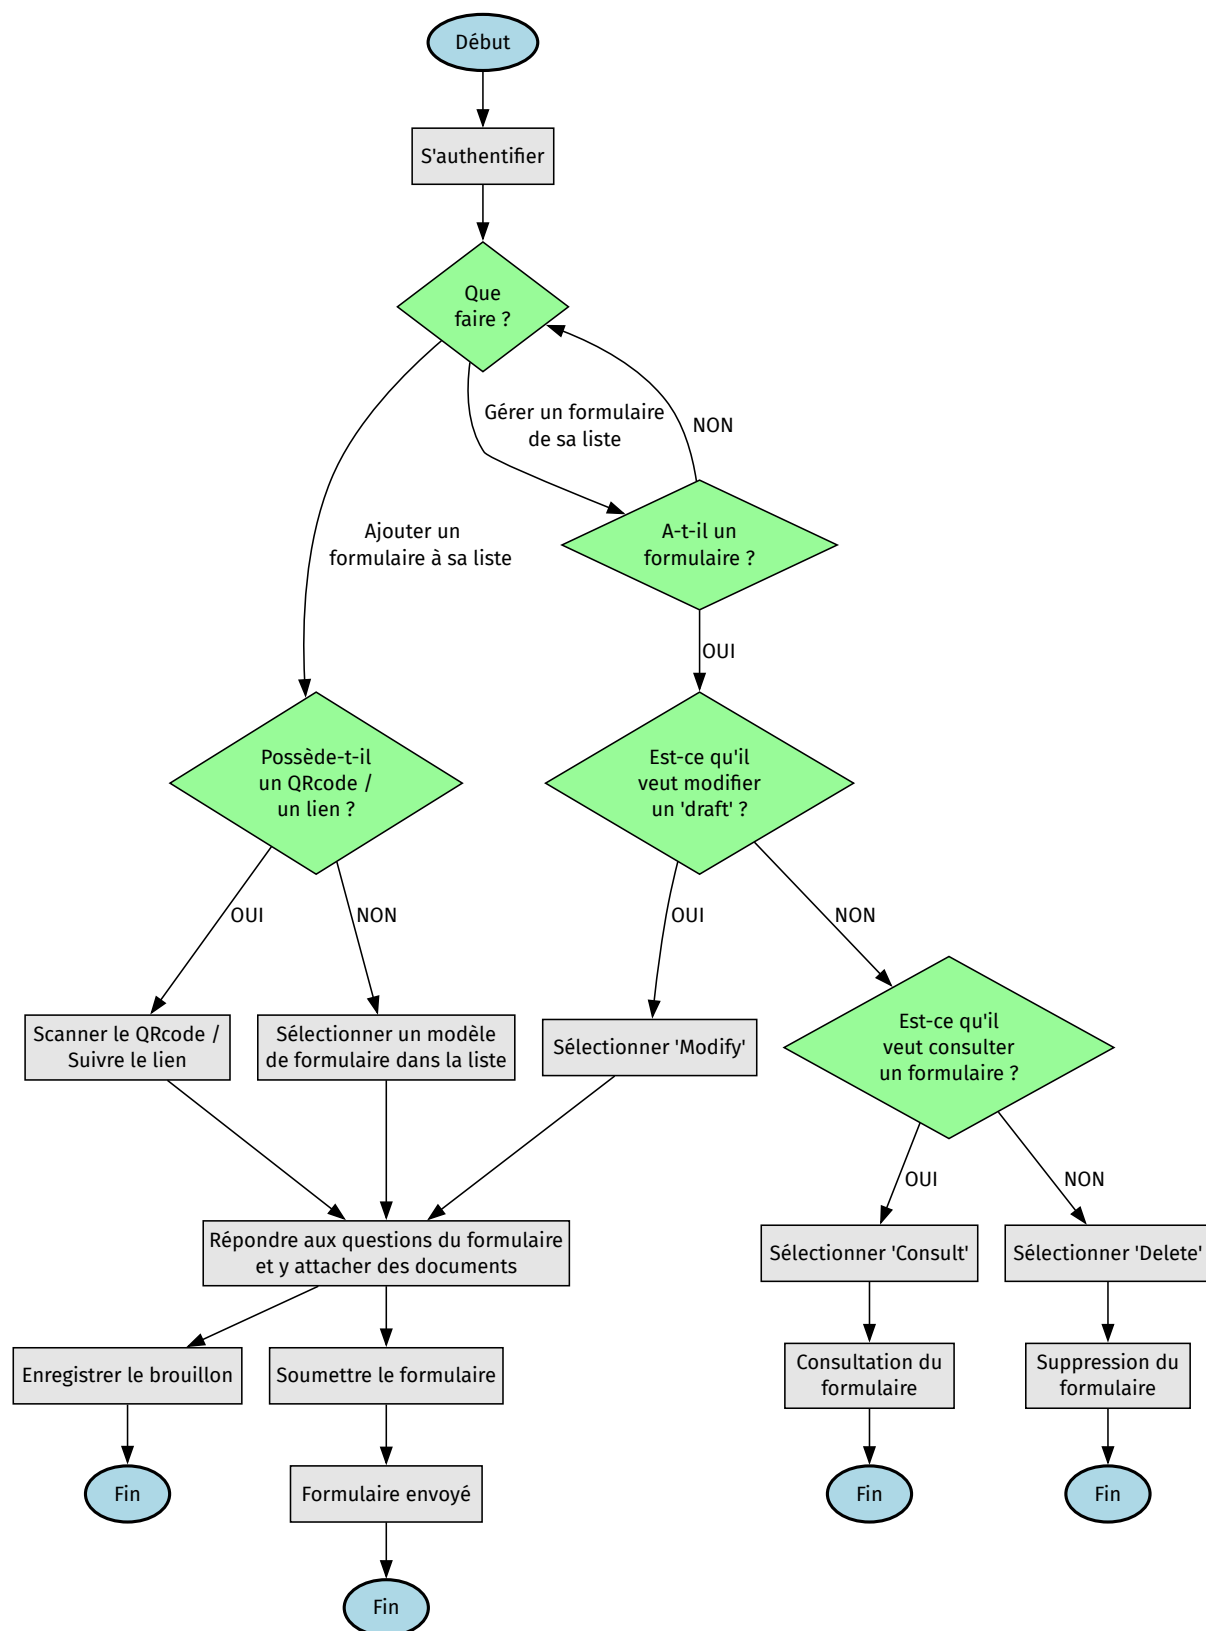 Début
S'authentifier
Que
faire ?
Gérer un formulaire
de sa liste
NON
Ajouter un
formulaire à sa liste
A-t-il un
formulaire ?
OUI
Possède-t-il
un QRcode /
un lien ?
Est-ce qu'il
veut modifier
un 'draft' ?
OUI
NON
OUI
NON
Scanner le QRcode /
Suivre le lien
Sélectionner un modèle
de formulaire dans la liste
Sélectionner 'Modify'
Est-ce qu'il
veut consulter
un formulaire ?
OUI
NON
Répondre aux questions du formulaire
et y attacher des documents
Sélectionner 'Consult'
Sélectionner 'Delete'
Enregistrer le brouillon
Soumettre le formulaire
Consultation du
formulaire
Suppression du
formulaire
Fin
Formulaire envoyé
Fin
Fin
Fin